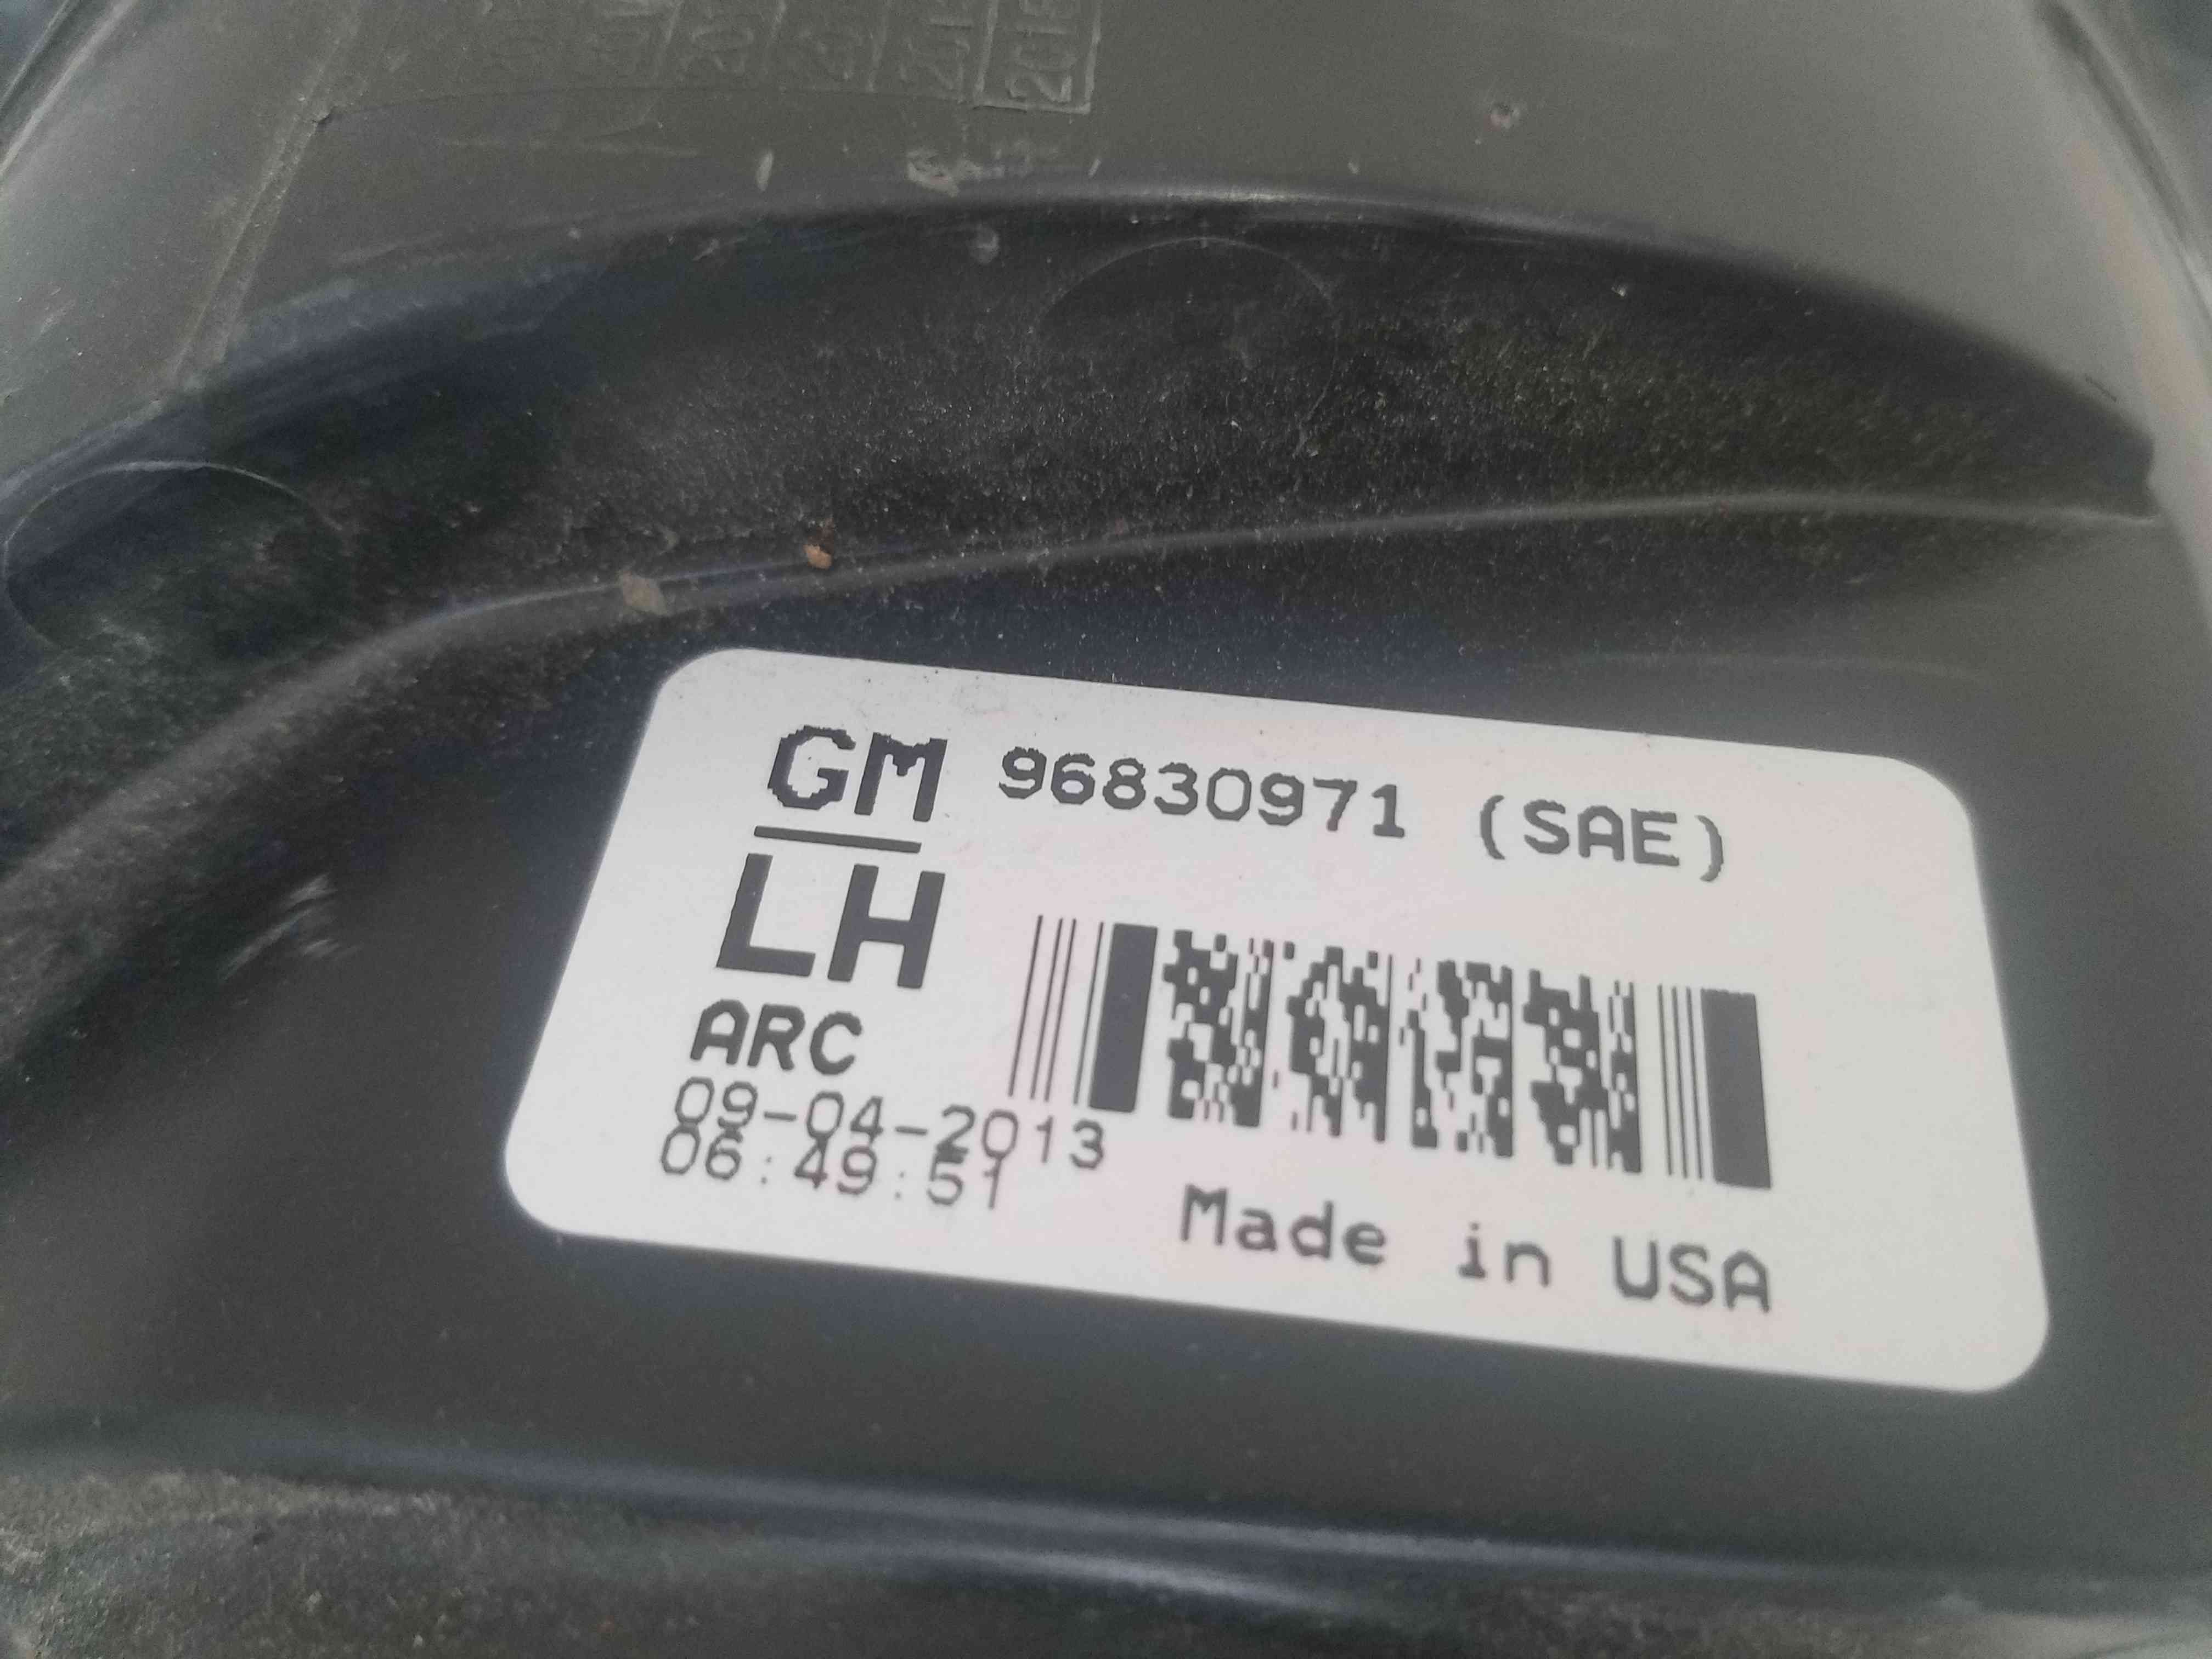 GM 96830971 (SAE)
LH
ARC
09-04-2013
06:49:51
Made in USA